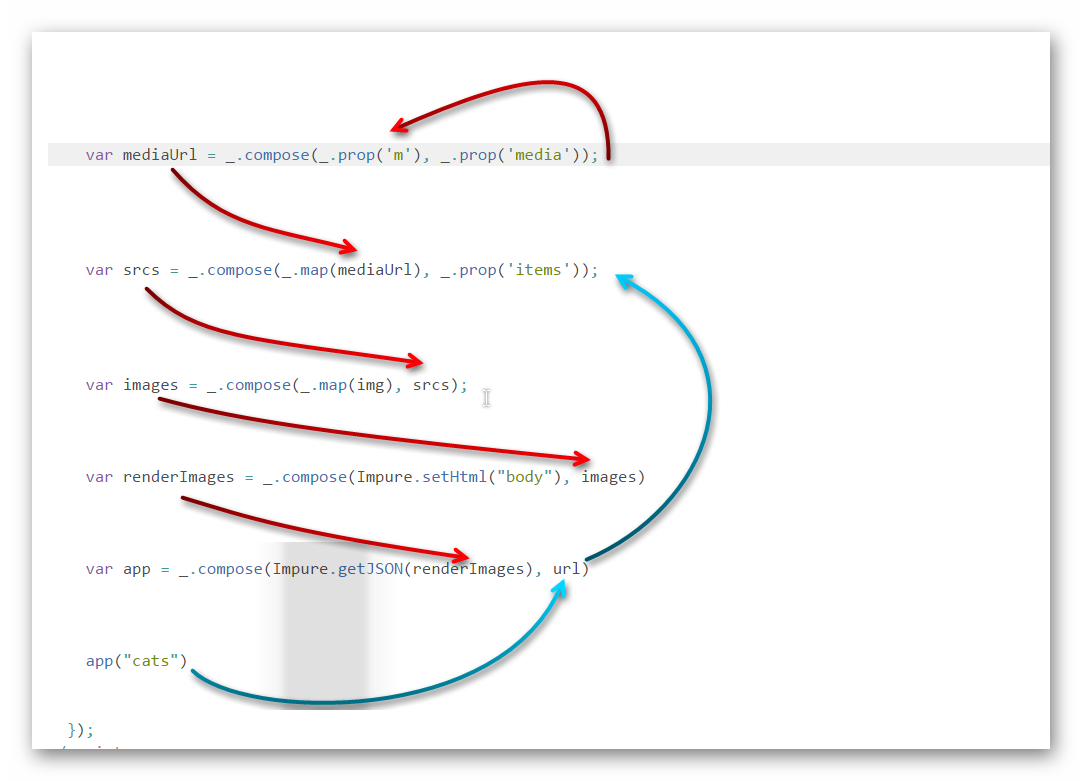 var mediaUrl = _.compose(_.prop('m'), _.prop('media'));
var srcs = _.compose(_.map(mediaUrl), _.prop('items'));
var images = _.compose(_.map(img), srcs);
var renderImages = _.compose(Impure.setHtml("body"), images)
var app = _.compose(Impure.getJSON(renderImages), url)
app("cats")
});